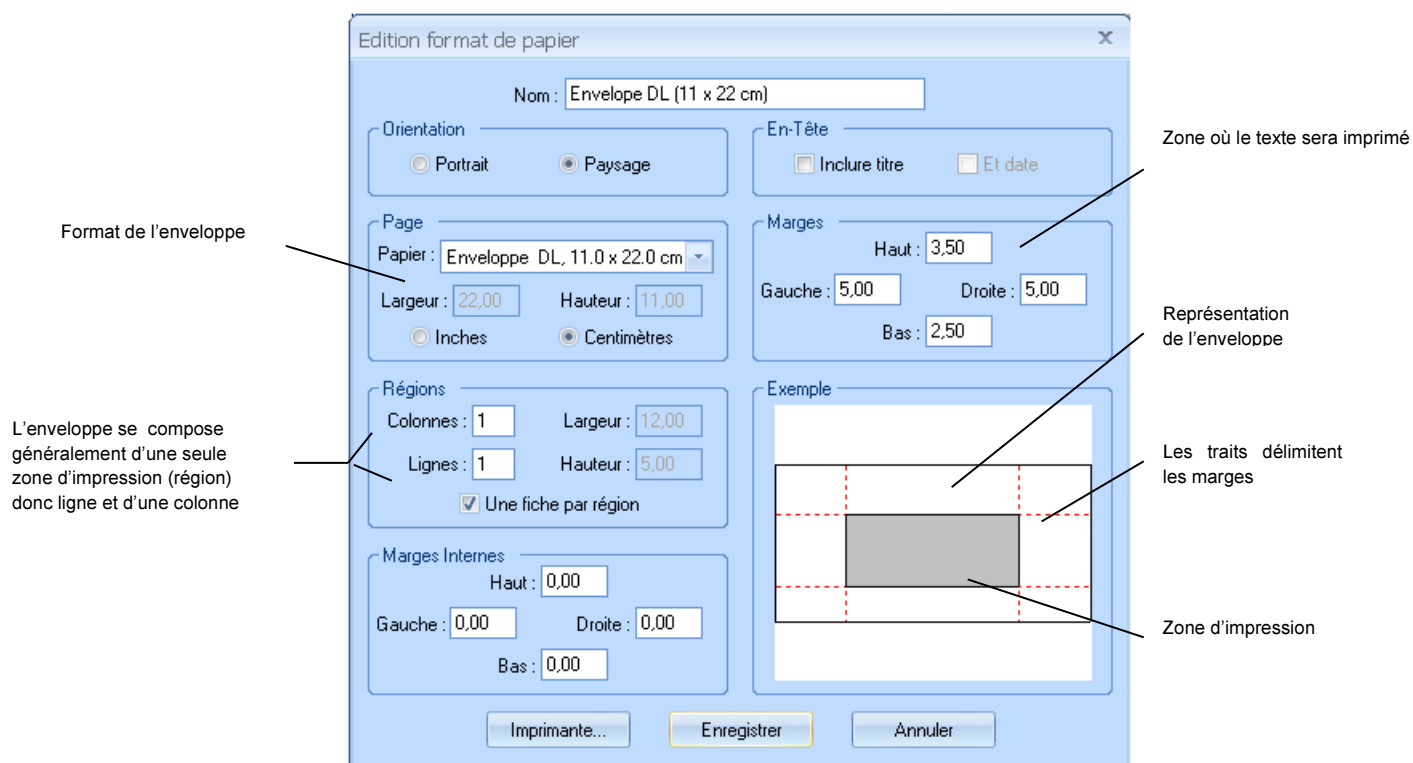 Edition format de papier
x
Nom : Envelope DL (11 x 22 cm)
Orientation
Portrait
Paysage
En-Tête
Inclure titre
Et date
Zone où le texte sera imprimé
Format de l'enveloppe
Page
Papier : Enveloppe DL, 11.0 x 22.0 cm
Largeur : 22,00
Hauteur : 11,00
Inches
Centimètres
Marges
Haut : 3,50
Gauche : 5,00
Droite : 5,00
Bas : 2,50
Représentation
de l'enveloppe
L'enveloppe se compose
généralement d'une seule
zone d'impression (région)
donc ligne et d'une colonne
Régions
Colonnes : 1
Largeur : 12,00
Lignes : 1
Hauteur : 5,00
Une fiche par région
Exemple
Les traits délimitent
les marges
Zone d'impression
Marges Internes
Haut : 0,00
Gauche : 0,00
Droite : 0,00
Bas : 0,00
Imprimante...
Enregistrer
Annuler